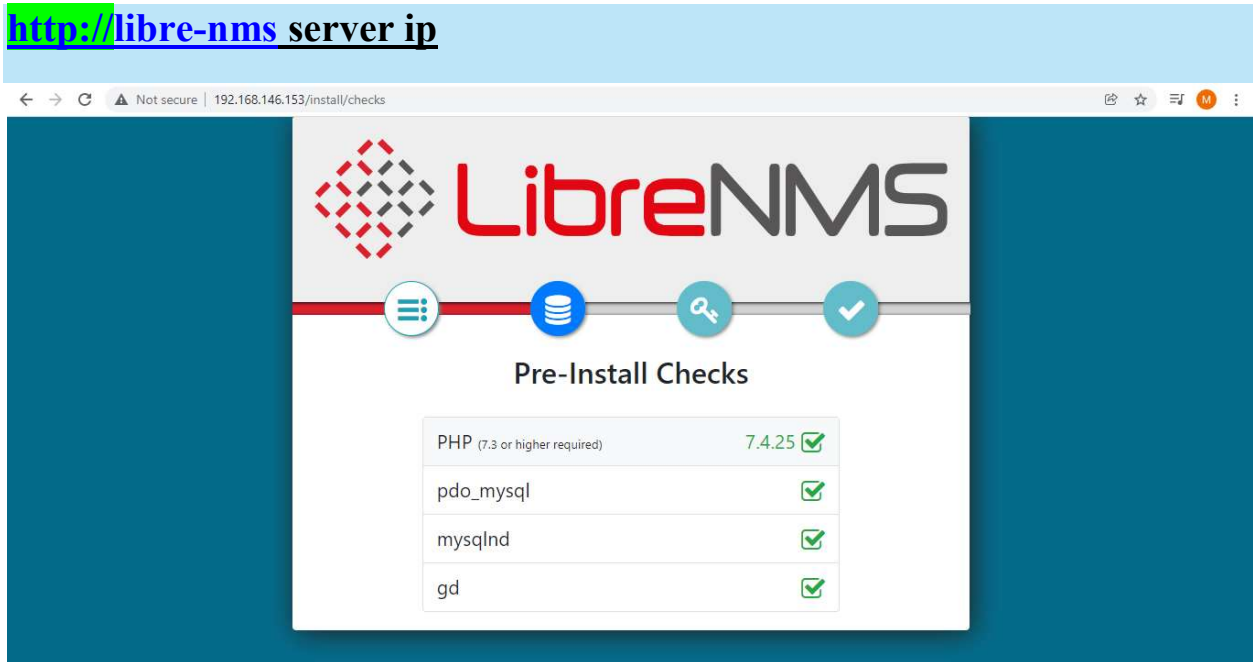 http://libre-nms server ip
Not secure | 192.168.146.153/install/checks
M
LibreNMS
Pre-Install Checks
PHP (7.3 or higher required) 7.4.25
pdo_mysql
mysqlnd
gd